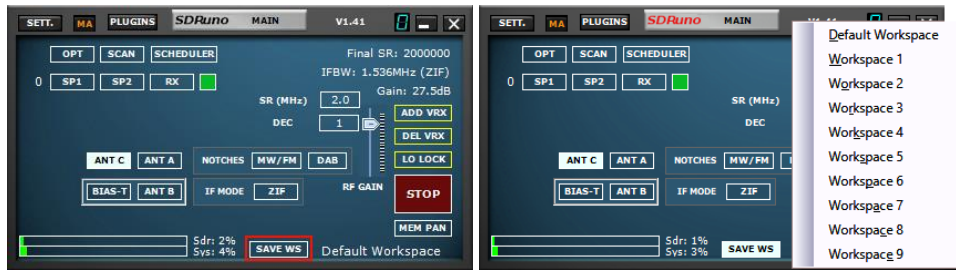 SETT. MA PLUGINS SDRuno MAIN V1.41
OPT SCAN SCHEDULER Final SR: 2000000
IFBW: 1.536MHz (ZIF)
0 SP1 SP2 RX Gain: 27.5dB
SR (MHz) 2.0 ADD VRX
DEC 1 DEL VRX
ANT C ANT A NOTCHES MW/FM DAB LO LOCK
BIAS-T ANT B IF MODE ZIF RF GAIN STOP
MEM PAN
Sdr: 2%
Sys: 4% SAVE WS Default Workspace
SETT. MA PLUGINS SDRuno MAIN
OPT SCAN SCHEDULER
0 SP1 SP2 RX
SR (MHz)
DEC
ANT C ANT A NOTCHES MW/FM
BIAS-T ANT B IF MODE ZIF
Sdr: 1%
Sys: 3% SAVE WS
Default Workspace
Workspace 1
Workspace 2
Workspace 3
Workspace 4
Workspace 5
Workspace 6
Workspace 7
Workspace 8
Workspace 9